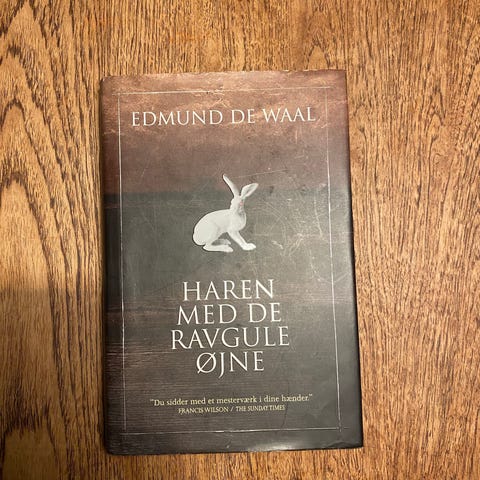 EDMUND DE WAAL
HAREN
MED DE
RAVGULE
ØJNE
"Du sidder med et mesterværk i dine hænder."
FRANCIS WILSON / THE SUNDAY TIMES